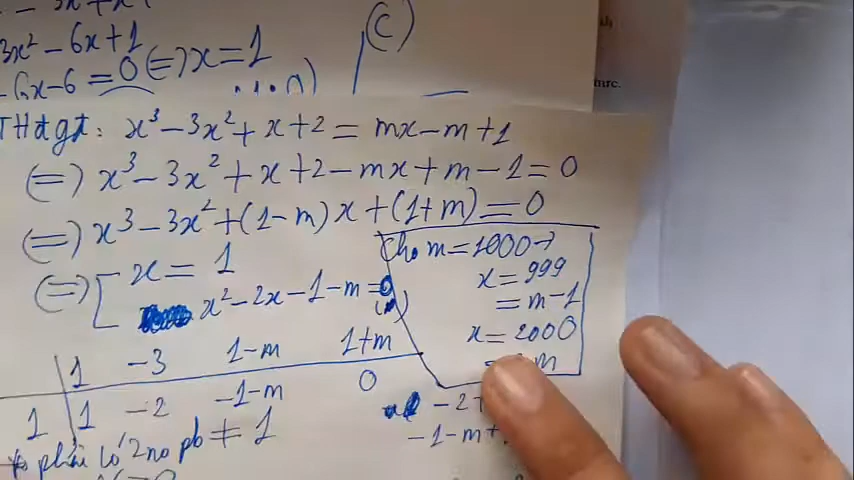 3x² - 6x + 1
- 6x - 6 = 0 (=) x = 1
(C)
PTHĐGĐ: x³ - 3x² + x + 2 = mx - m + 1
(=) x³ - 3x² + x + 2 - mx + m - 1 = 0
(=) x³ - 3x² + (1 - m)x + (1 + m) = 0
(=) [ x = 1
x² - 2x - 1 - m = 0
Cho m = 1000 →
x = 999
= m - 1
x = 2000
1 -3 1-m 1+m
1 1 -2 -1-m 0
phải có 2 no pb ≠ 1
-2+
-1-m+